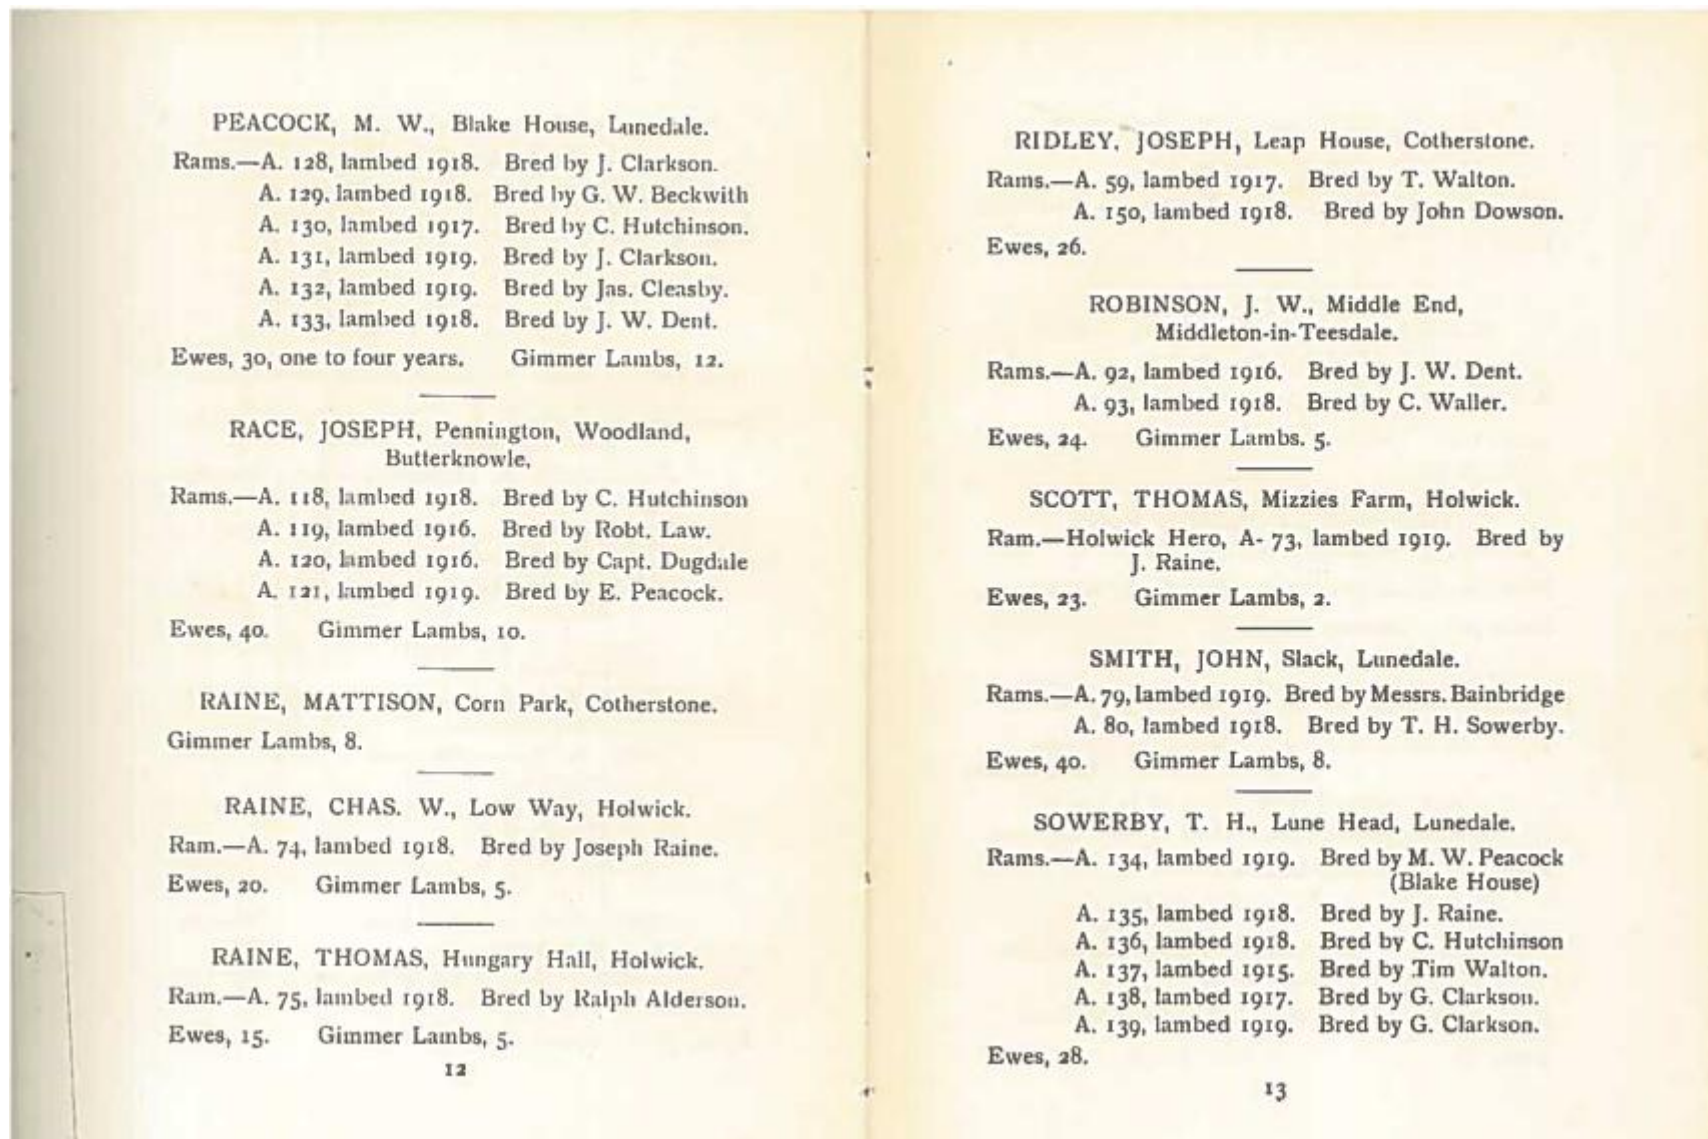 PEACOCK, M. W., Blake House, Lunedale.
Rams.—A. 128, lambed 1918. Bred by J. Clarkson.
A. 129, lambed 1918. Bred by G. W. Beckwith
A. 130, lambed 1917. Bred by C. Hutchinson.
A. 131, lambed 1919. Bred by J. Clarkson.
A. 132, lambed 1919. Bred by Jas. Cleasby.
A. 133, lambed 1918. Bred by J. W. Dent.
Ewes, 30, one to four years. Gimmer Lambs, 12.
RACE, JOSEPH, Pennington, Woodland,
Butterknowle,
Rams.—A. 118, lambed 1918. Bred by C. Hutchinson
A. 119, lambed 1916. Bred by Robt. Law.
A. 120, lambed 1916. Bred by Capt. Dugdale
A. 121, lambed 1919. Bred by E. Peacock.
Ewes, 40. Gimmer Lambs, 10.
RAINE, MATTISON, Corn Park, Cotherstone.
Gimmer Lambs, 8.
RAINE, CHAS. W., Low Way, Holwick.
Ram.—A. 74, lambed 1918. Bred by Joseph Raine.
Ewes, 20. Gimmer Lambs, 5.
RAINE, THOMAS, Hungary Hall, Holwick.
Ram.—A. 75, lambed 1918. Bred by Ralph Alderson.
Ewes, 15. Gimmer Lambs, 5.
12
RIDLEY, JOSEPH, Leap House, Cotherstone.
Rams.—A. 59, lambed 1917. Bred by T. Walton.
A. 150, lambed 1918. Bred by John Dowson.
Ewes, 26.
ROBINSON, J. W., Middle End,
Middleton-in-Teesdale.
Rams.—A. 92, lambed 1916. Bred by J. W. Dent.
A. 93, lambed 1918. Bred by C. Waller.
Ewes, 24. Gimmer Lambs. 5.
SCOTT, THOMAS, Mizzies Farm, Holwick.
Ram.—Holwick Hero, A- 73, lambed 1919. Bred by
J. Raine.
Ewes, 23. Gimmer Lambs, 2.
SMITH, JOHN, Slack, Lunedale.
Rams.—A. 79, lambed 1919. Bred by Messrs. Bainbridge
A. 80, lambed 1918. Bred by T. H. Sowerby.
Ewes, 40. Gimmer Lambs, 8.
SOWERBY, T. H., Lune Head, Lunedale.
Rams.—A. 134, lambed 1919. Bred by M. W. Peacock
(Blake House)
A. 135, lambed 1918. Bred by J. Raine.
A. 136, lambed 1918. Bred by C. Hutchinson
A. 137, lambed 1915. Bred by Tim Walton.
A. 138, lambed 1917. Bred by G. Clarkson.
A. 139, lambed 1919. Bred by G. Clarkson.
Ewes, 28.
13